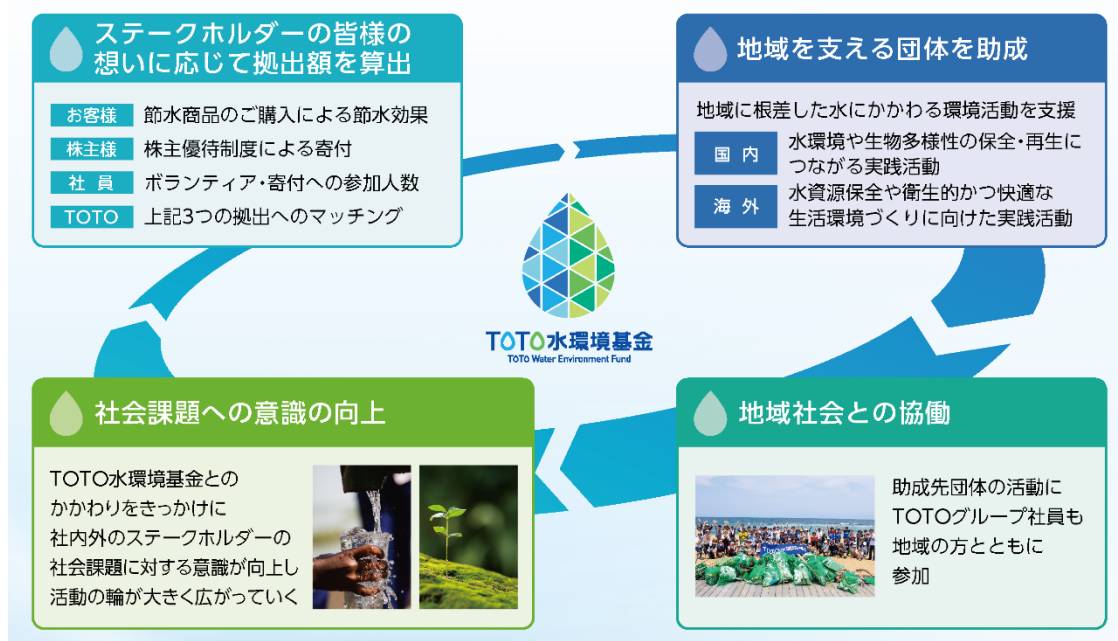 ステークホルダーの皆様の
想いに応じて拠出額を算出
お客様 節水商品のご購入による節水効果
株主様 株主優待制度による寄付
社員 ボランティア・寄付への参加人数
TOTO 上記3つの拠出へのマッチング
地域を支える団体を助成
地域に根差した水にかかわる環境活動を支援
国内 水環境や生物多様性の保全・再生に
つながる実践活動
海外 水資源保全や衛生的かつ快適な
生活環境づくりに向けた実践活動
TOTO水環境基金
TOTO Water Environment Fund
社会課題への意識の向上
TOTO水環境基金との
かかわりをきっかけに
社内外のステークホルダーの
社会課題に対する意識が向上し
活動の輪が大きく広がっていく
地域社会との協働
助成先団体の活動に
TOTOグループ社員も
地域の方とともに
参加